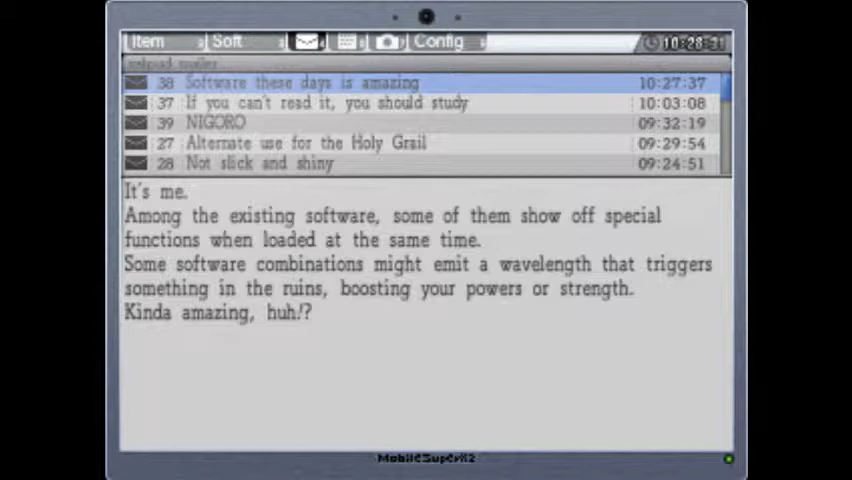 Item Soft Config 10:28:31
xelpud mailer
38 Software these days is amazing 10:27:37
37 If you can't read it, you should study 10:03:08
39 NIGORO 09:32:19
27 Alternate use for the Holy Grail 09:29:54
28 Not slick and shiny 09:24:51
It's me.
Among the existing software, some of them show off special
functions when loaded at the same time.
Some software combinations might emit a wavelength that triggers
something in the ruins, boosting your powers or strength.
Kinda amazing, huh!?
MobileSuperX2